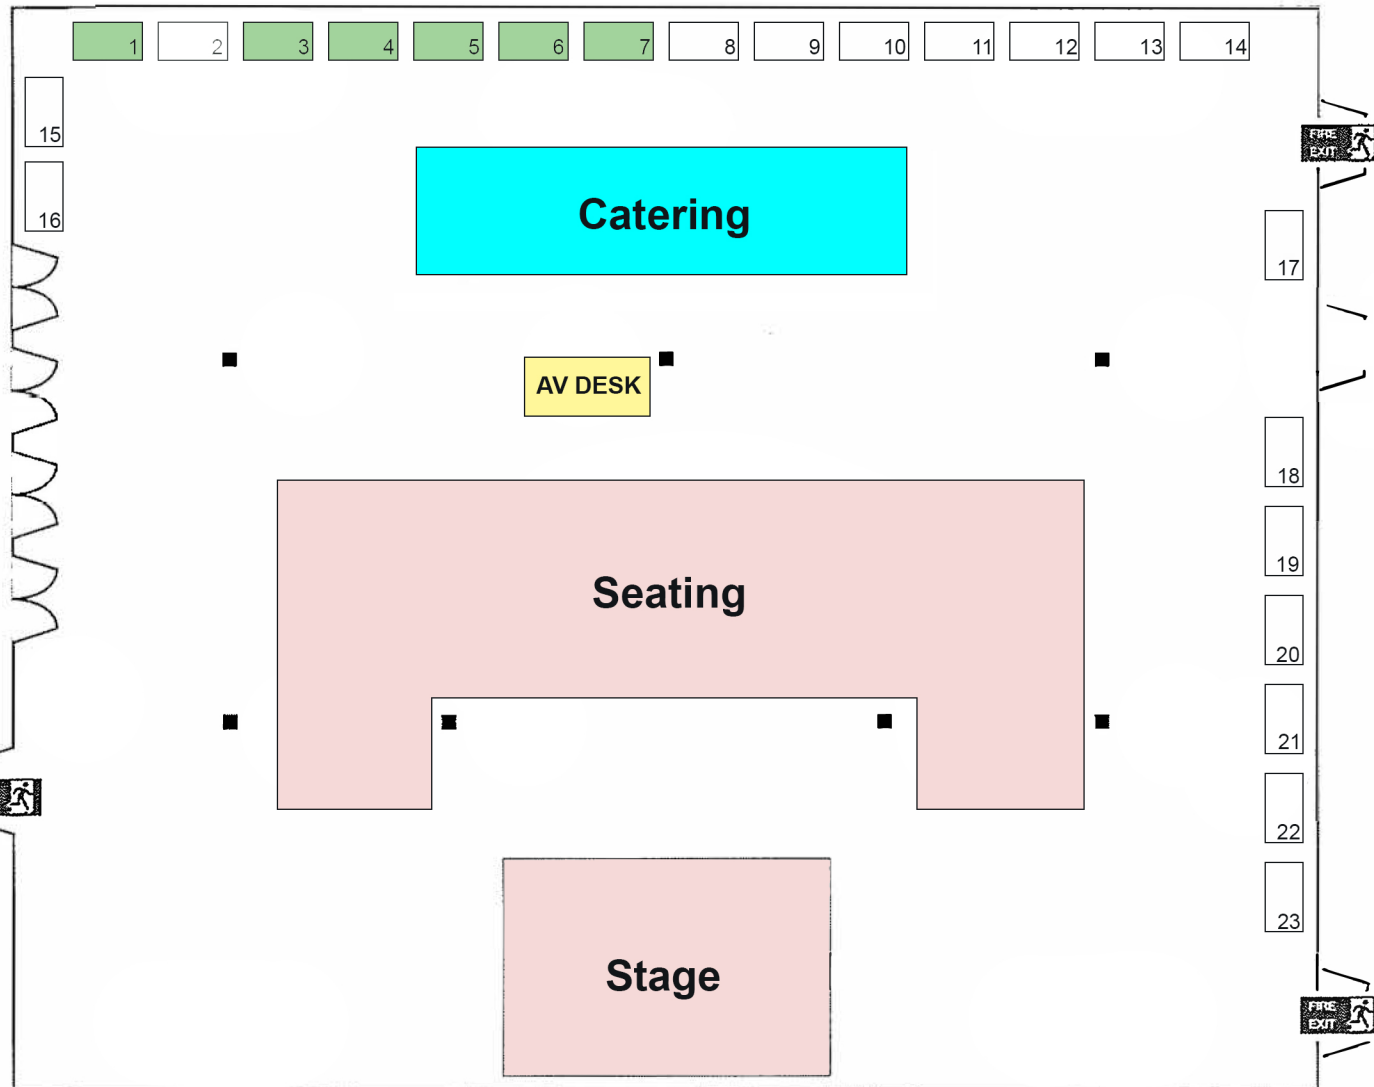 1 2 3 4 5 6 7 8 9 10 11 12 13 14
15
FIRE
EXIT
Catering
16
17
AV DESK
18
19
Seating
20
21
22
23
Stage
FIRE
EXIT